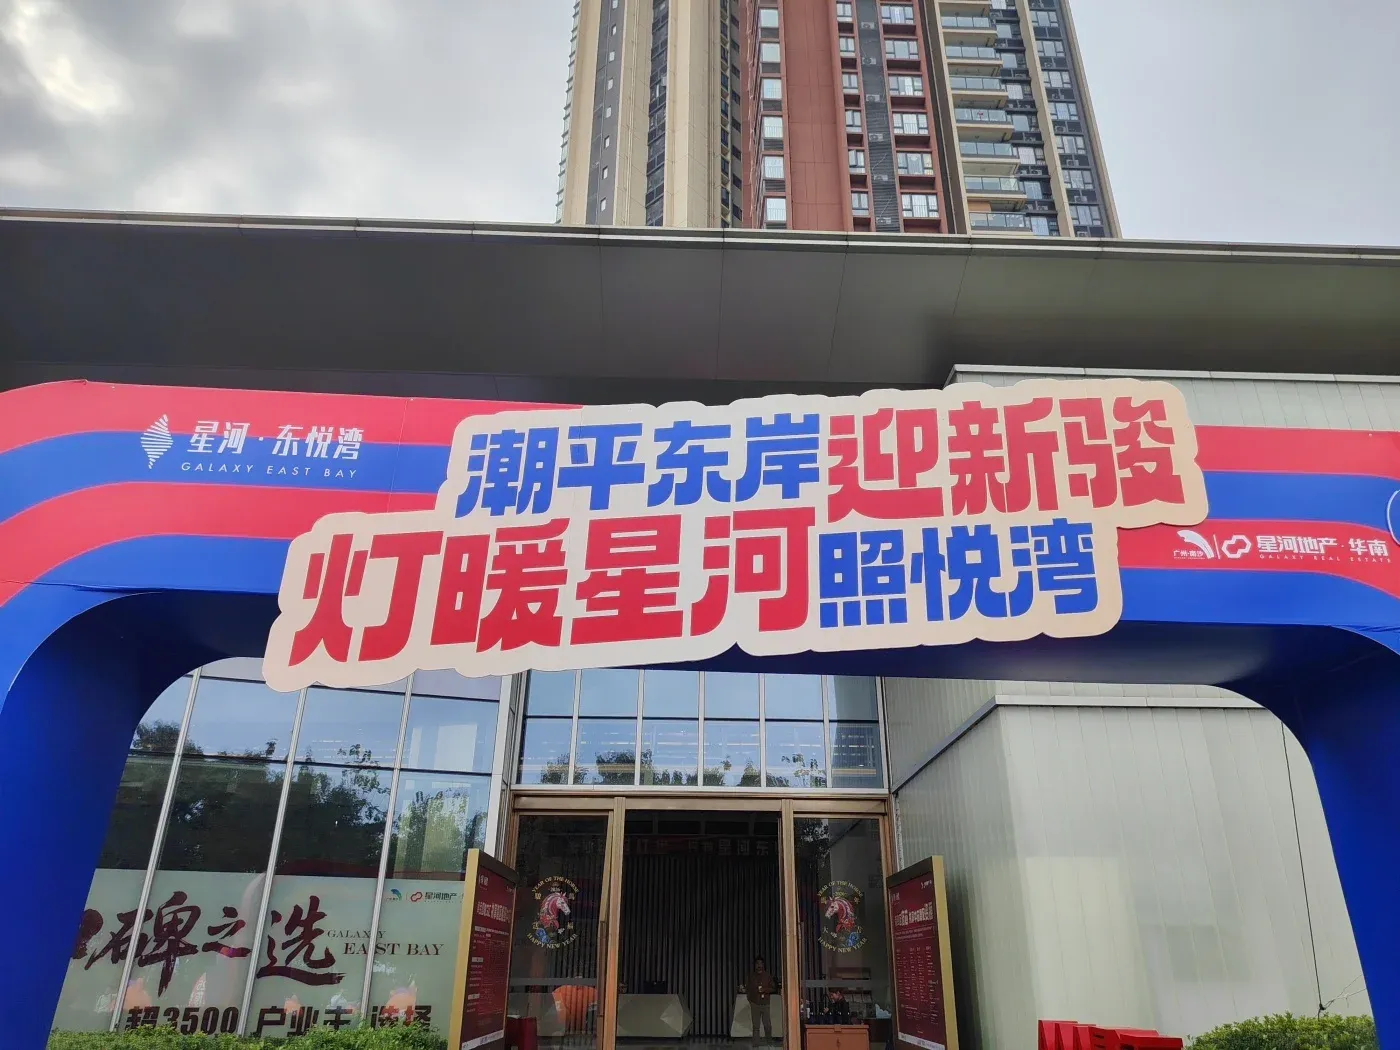 星河·东悦湾
GALAXY EAST BAY
潮平东岸迎新骏
灯暖星河照悦湾
广州·南沙
星河地产·华南
GALAXY REAL ESTATE
星河地产
碑之选
GALAXY
EAST BAY
超3500户业主 选择
YEAR OF THE HORSE
HAPPY NEW YEAR
YEAR OF THE HORSE
HAPPY NEW YEAR